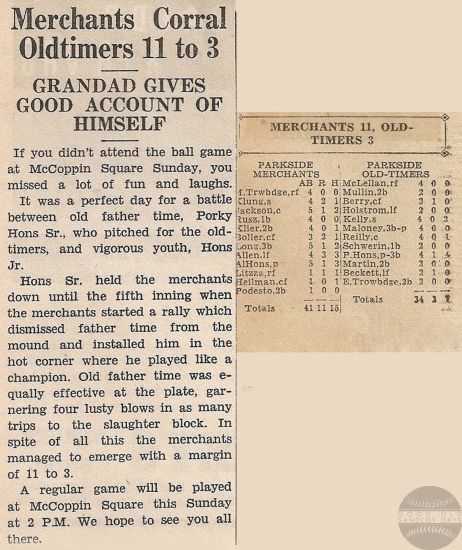 Merchants Corral
Oldtimers 11 to 3
GRANDAD GIVES
GOOD ACCOUNT OF
HIMSELF
If you didn't attend the ball game
at McCoppin Square Sunday, you
missed a lot of fun and laughs.
It was a perfect day for a battle
between old father time, Porky
Hons Sr., who pitched for the old-
timers, and vigorous youth, Hons
Jr.
Hons Sr. held the merchants
down until the fifth inning when
the merchants started a rally which
dismissed father time from the
mound and installed him in the
hot corner where he played like a
champion. Old father time was e-
qually effective at the plate, gar-
nering four lusty blows in as many
trips to the slaughter block. In
spite of all this the merchants
managed to emerge with a margin
of 11 to 3.
A regular game will be played
at McCoppin Square this Sunday
at 2 P.M. We hope to see you all
there.
MERCHANTS 11, OLD-
TIMERS 3
PARKSIDE
MERCHANTS
AB R H
M.Trwbdge,rf 4 0 0
Clung,s 4 2 1
Jackson,c 5 1 2
Russ,1b 4 0 0
Klier,2b 4 0 1
Boller,cf 3 2 1
Long,3b 5 1 2
Allen,lf 4 3 3
AlHons,p 5 1 3
Litzza,rf 1 1 1
Heilman,cf 1 0 1
Podesto,2b 1 0 0
Totals 41 11 15
PARKSIDE
OLD-TIMERS
McLellan,rf 4 0 0
Mullin,2b 2 0 0
Berry,cf 2 1 0
Holstrom,lf 2 0 0
Kelly,s 4 0 2
Maloney,3b-p 4 0 0
Reilly,c 4 0 1
Schwerin,1b 2 0 0
P.Hons,p-3b 4 1 4
Martin,2b 2 0 0
Beckett,lf 2 0 0
E.Trowbdge,2b 2 0 0
Totals 34 3 7
GOOD OLD
SANDLOT DAYS